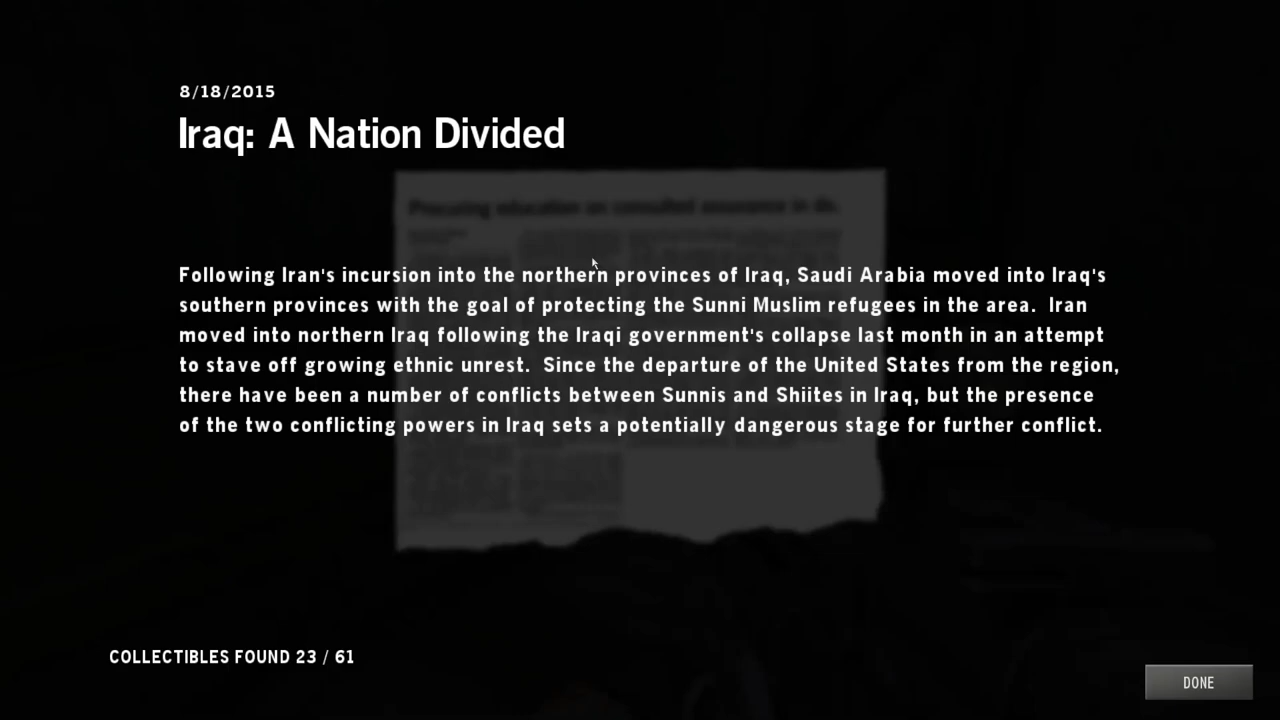 8/18/2015
Iraq: A Nation Divided
Following Iran's incursion into the northern provinces of Iraq, Saudi Arabia moved into Iraq's
southern provinces with the goal of protecting the Sunni Muslim refugees in the area.  Iran
moved into northern Iraq following the Iraqi government's collapse last month in an attempt
to stave off growing ethnic unrest.  Since the departure of the United States from the region,
there have been a number of conflicts between Sunnis and Shiites in Iraq, but the presence
of the two conflicting powers in Iraq sets a potentially dangerous stage for further conflict.
COLLECTIBLES FOUND 23 / 61
DONE